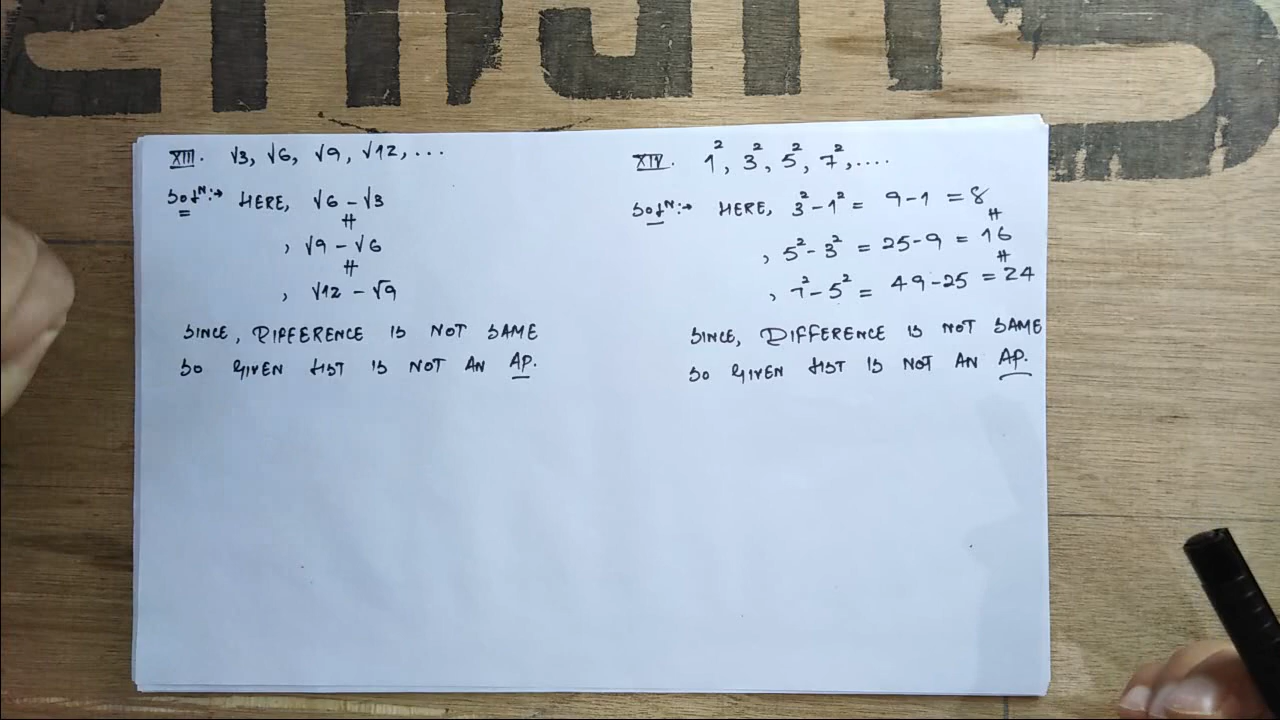 XIII. √3, √6, √9, √12, ...
Solᴺ:→ HERE, √6 - √3
≠
, √9 - √6
≠
, √12 - √9
SINCE, DIFFERENCE IS NOT SAME
SO GIVEN LIST IS NOT AN AP.
XIV. 1², 3², 5², 7², ....
Solᴺ:→ HERE, 3² - 1² = 9 - 1 = 8
≠
, 5² - 3² = 25 - 9 = 16
≠
, 7² - 5² = 49 - 25 = 24
SINCE, DIFFERENCE IS NOT SAME
SO GIVEN LIST IS NOT AN AP.